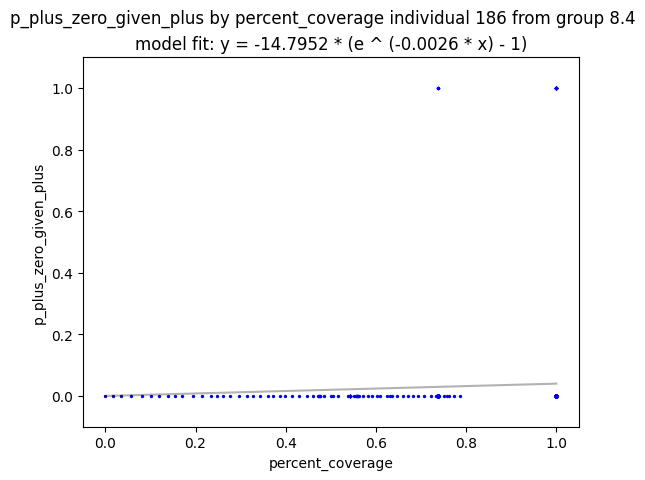 p_plus_zero_given_plus by percent_coverage individual 186 from group 8.4
model fit: y = -14.7952 * (e ^ (-0.0026 * x) - 1)
1.0
0.8
0.6
0.4
0.2
0.0
p_plus_zero_given_plus
0.0 0.2 0.4 0.6 0.8 1.0
percent_coverage